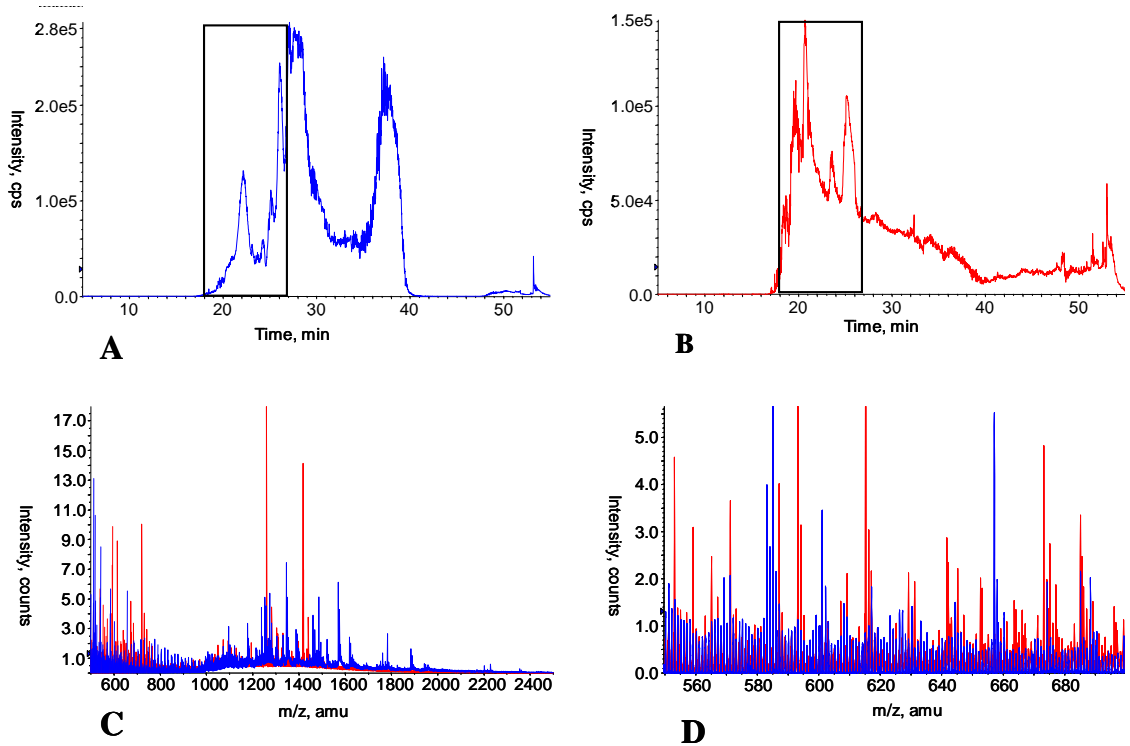 2.8e5
2.0e5
1.0e5
0.0
Intensity, cps
10
20
30
40
50
Time, min
A
1.5e5
1.0e5
5.0e4
0.0
Intensity, cps
10
20
30
40
50
Time, min
B
17.0
15.0
13.0
11.0
9.0
7.0
5.0
3.0
1.0
Intensity, counts
600
1000
1400
1600
1800
2000
2200
2400
m/z, amu
C
5.0
4.0
3.0
2.0
1.0
0.0
Intensity, counts
560
580
600
620
640
660
680
m/z, amu
D